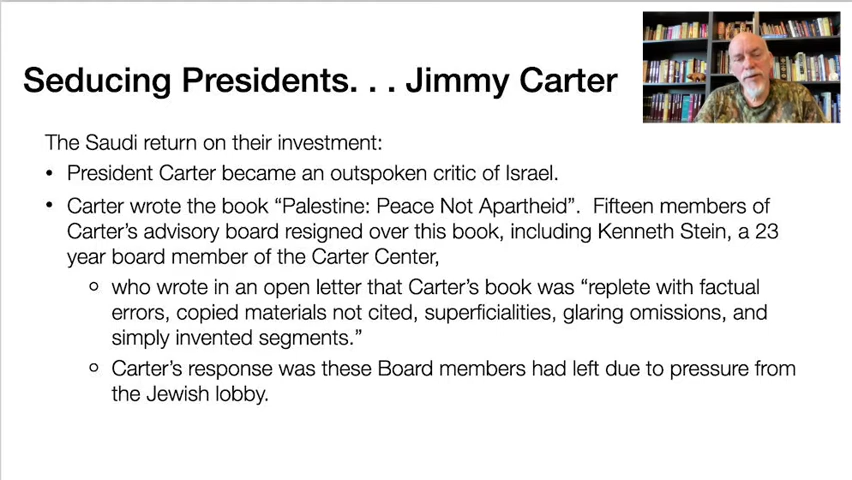 Seducing Presidents. . . Jimmy Carter
The Saudi return on their investment:
• President Carter became an outspoken critic of Israel.
• Carter wrote the book “Palestine: Peace Not Apartheid”. Fifteen members of
Carter’s advisory board resigned over this book, including Kenneth Stein, a 23
year board member of the Carter Center,
○ who wrote in an open letter that Carter’s book was “replete with factual
errors, copied materials not cited, superficialities, glaring omissions, and
simply invented segments.”
○ Carter’s response was these Board members had left due to pressure from
the Jewish lobby.